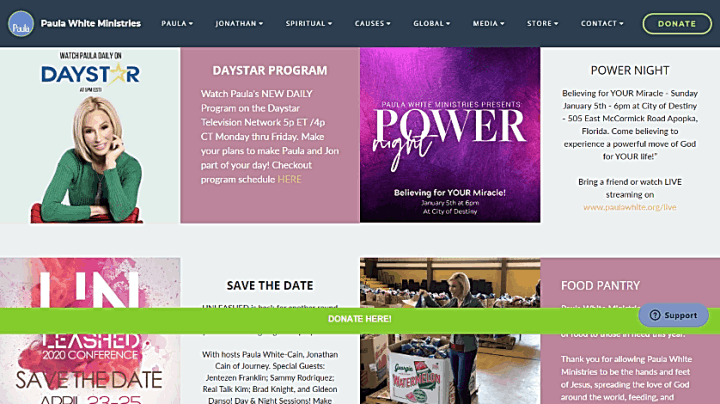 Paula
Paula White Ministries
PAULA
JONATHAN
SPIRITUAL
CAUSES
GLOBAL
MEDIA
STORE
CONTACT
DONATE
WATCH PAULA DAILY ON
DAYSTAR
AT 5PM EST!
DAYSTAR PROGRAM
Watch Paula's NEW DAILY
Program on the Daystar
Television Network 5p ET /4p
CT Monday thru Friday. Make
your plans to make Paula and Jon
part of your day! Checkout
program schedule HERE
PAULA WHITE MINISTRIES PRESENTS
POWER
night
Believing for YOUR Miracle!
January 5th at 6pm
At City of Destiny
POWER NIGHT
Believing for YOUR Miracle - Sunday
January 5th - 6pm at City of Destiny
- 505 East McCormick Road Apopka,
Florida. Come believing to
experience a powerful move of God
for YOUR life!"
Bring a friend or watch LIVE
streaming on
www.paulawhite.org/live
UN
LEASHED
2020 CONFERENCE
SAVE THE DATE
APRIL 23-25
SAVE THE DATE
UNLEASHED is back for another round
With hosts Paula White-Cain, Jonathan
Cain of Journey. Special Guests;
Jentezen Franklin; Sammy Rodriquez;
Real Talk Kim; Brad Knight, and Gideon
Danso! Day & Night Sessions! Make
Georgia
WATERMELON
FOOD PANTRY
Paula White Ministries
of food to those in need this year.
Thank you for allowing Paula White
Ministries to be the hands and feet
of Jesus, spreading the love of God
around the world, feeding, and
DONATE HERE!
Support